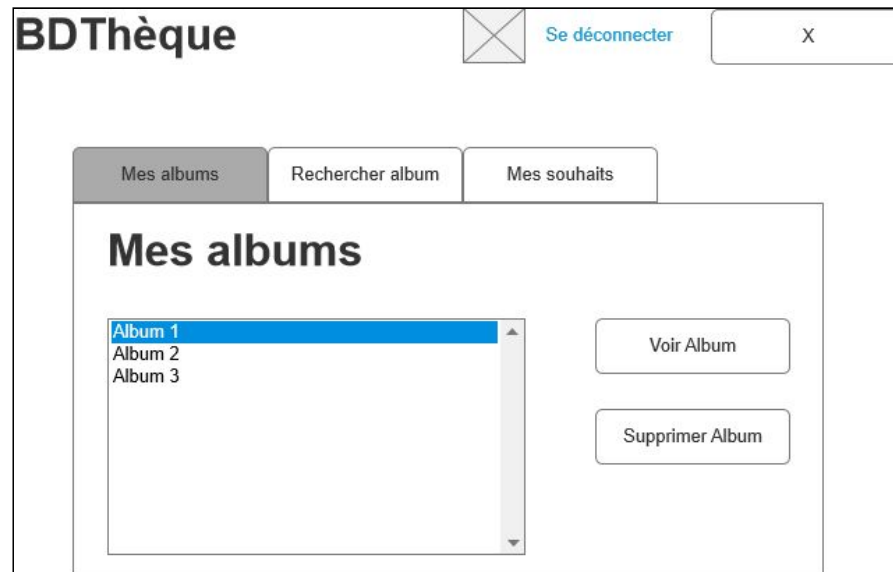 BDThèque
Se déconnecter
X
Mes albums
Rechercher album
Mes souhaits
Mes albums
Album 1
Album 2
Album 3
Voir Album
Supprimer Album